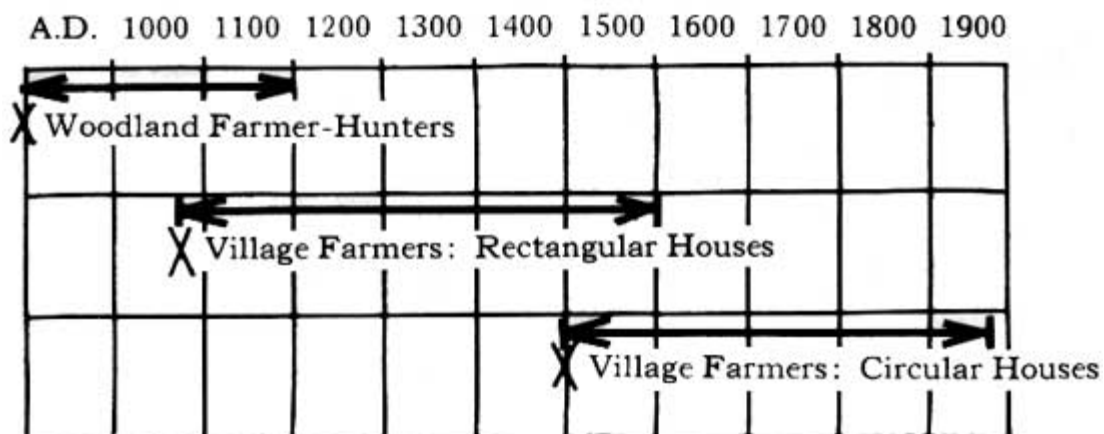 A.D. 1000 1100 1200 1300 1400 1500 1600 1700 1800 1900
X Woodland Farmer-Hunters
X Village Farmers: Rectangular Houses
X Village Farmers: Circular Houses